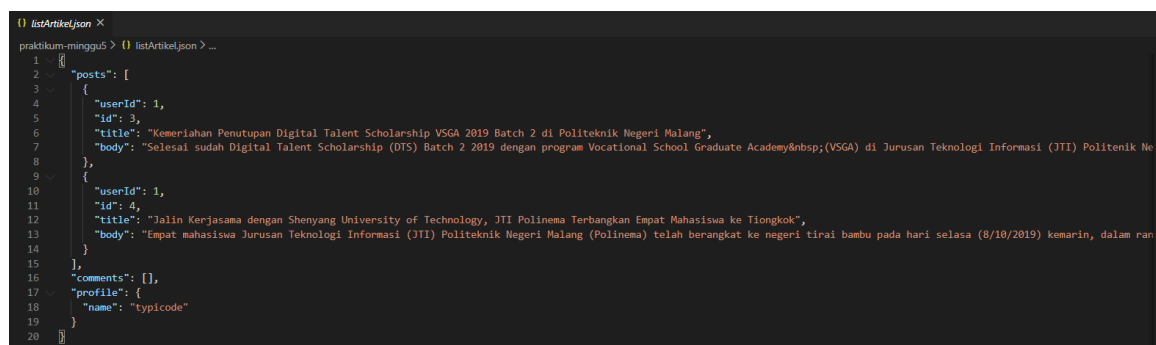 {} listArtikel.json ×
praktikum-minggu5 > {} listArtikel.json > ...
1 {
2 "posts": [
3 {
4 "userId": 1,
5 "id": 3,
6 "title": "Kemeriahan Penutupan Digital Talent Scholarship VSGA 2019 Batch 2 di Politeknik Negeri Malang",
7 "body": "Selesai sudah Digital Talent Scholarship (DTS) Batch 2 2019 dengan program Vocational School Graduate Academy&nbsp;(VSGA) di Jurusan Teknologi Informasi (JTI) Politenik Ne
8 },
9 {
10 "userId": 1,
11 "id": 4,
12 "title": "Jalin Kerjasama dengan Shenyang University of Technology, JTI Polinema Terbangkan Empat Mahasiswa ke Tiongkok",
13 "body": "Empat mahasiswa Jurusan Teknologi Informasi (JTI) Politeknik Negeri Malang (Polinema) telah berangkat ke negeri tirai bambu pada hari selasa (8/10/2019) kemarin, dalam ran
14 }
15 ],
16 "comments": [],
17 "profile": {
18 "name": "typicode"
19 }
20 }